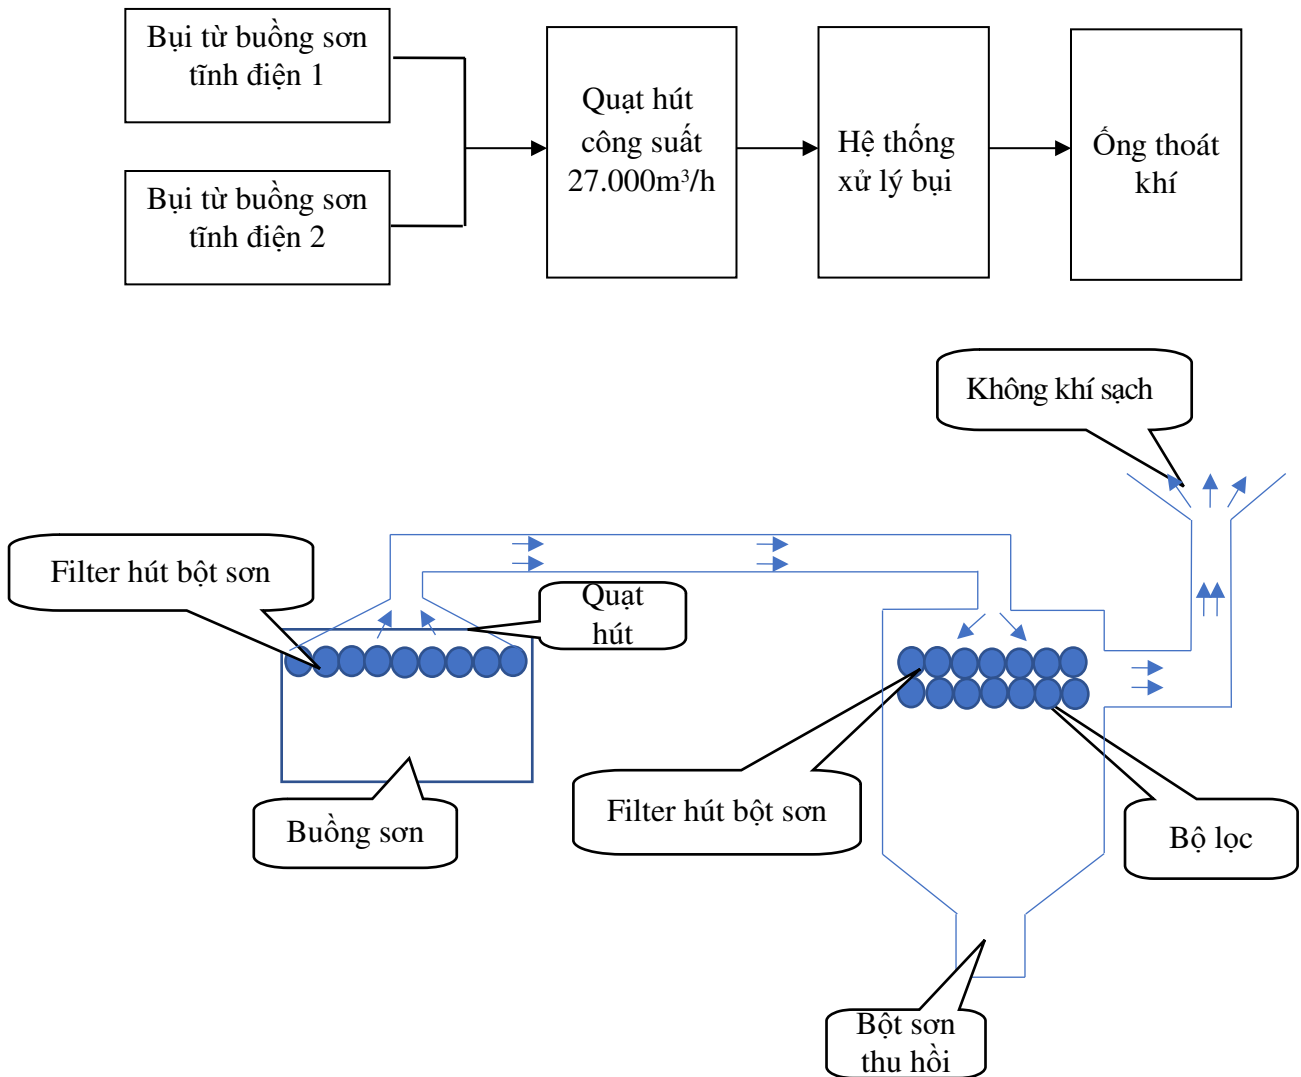 Bụi từ buồng sơn
tĩnh điện 1
Bụi từ buồng sơn
tĩnh điện 2
Quạt hút
công suất
27.000m³/h
Hệ thống
xử lý bụi
Ống thoát
khí
Không khí sạch
Filter hút bột sơn
Quạt
hút
Buồng sơn
Filter hút bột sơn
Bộ lọc
Bột sơn
thu hồi